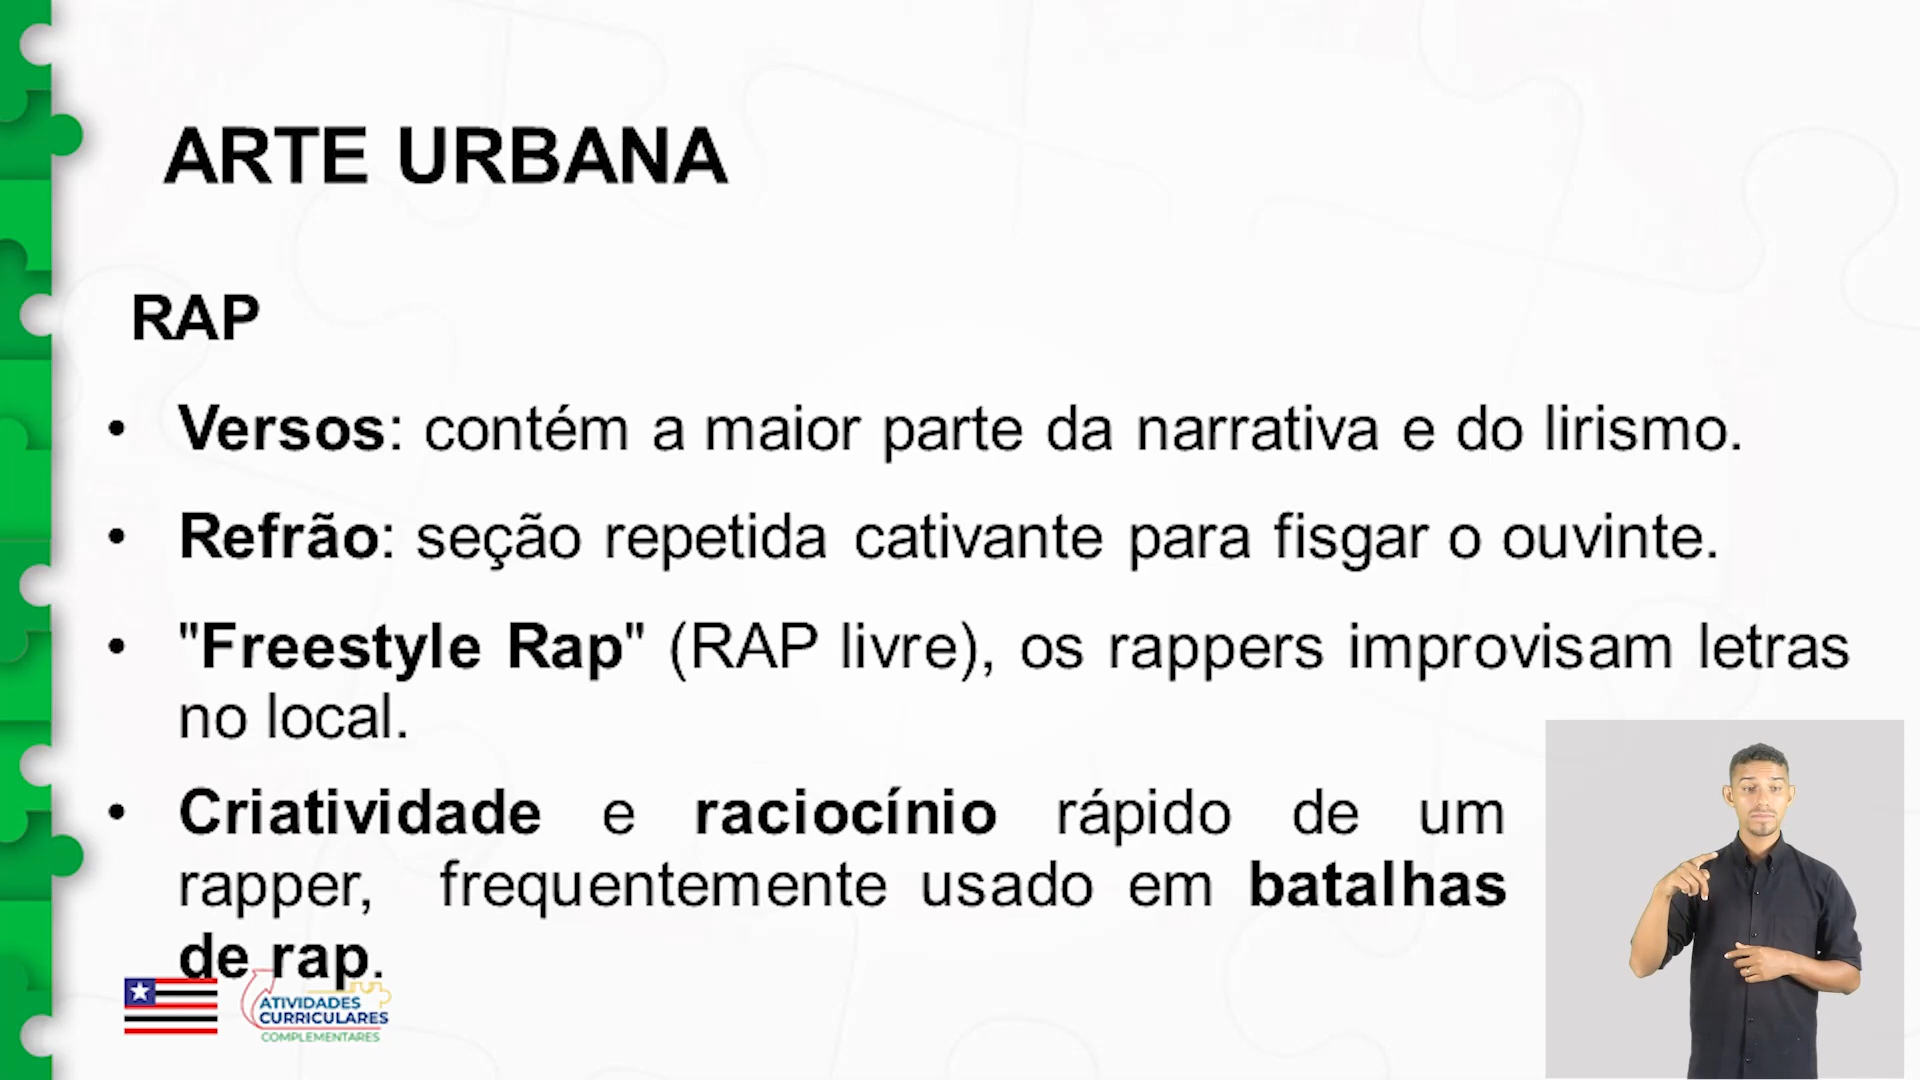 ARTE URBANA
RAP
• Versos: contém a maior parte da narrativa e do lirismo.
• Refrão: seção repetida cativante para fisgar o ouvinte.
• "Freestyle Rap" (RAP livre), os rappers improvisam letras
no local.
• Criatividade e raciocínio rápido de um
rapper, frequentemente usado em batalhas
de rap.
ATIVIDADES
CURRICULARES
COMPLEMENTARES